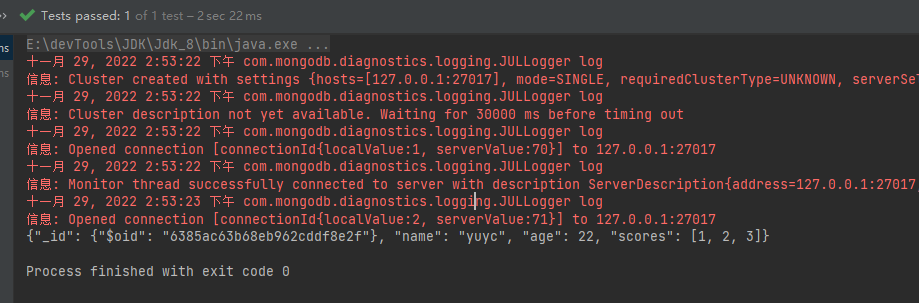 Tests passed: 1 of 1 test – 2 sec 22 ms
E:\devTools\JDK\Jdk_8\bin\java.exe ...
十一月 29, 2022 2:53:22 下午 com.mongodb.diagnostics.logging.JULLogger log
信息: Cluster created with settings {hosts=[127.0.0.1:27017], mode=SINGLE, requiredClusterType=UNKNOWN, serverSel
十一月 29, 2022 2:53:22 下午 com.mongodb.diagnostics.logging.JULLogger log
信息: Cluster description not yet available. Waiting for 30000 ms before timing out
十一月 29, 2022 2:53:22 下午 com.mongodb.diagnostics.logging.JULLogger log
信息: Opened connection [connectionId{localValue:1, serverValue:70}] to 127.0.0.1:27017
十一月 29, 2022 2:53:22 下午 com.mongodb.diagnostics.logging.JULLogger log
信息: Monitor thread successfully connected to server with description ServerDescription{address=127.0.0.1:27017,
十一月 29, 2022 2:53:23 下午 com.mongodb.diagnostics.logging.JULLogger log
信息: Opened connection [connectionId{localValue:2, serverValue:71}] to 127.0.0.1:27017
{"_id": {"$oid": "6385ac63b68eb962cddf8e2f"}, "name": "yuyc", "age": 22, "scores": [1, 2, 3]}
Process finished with exit code 0